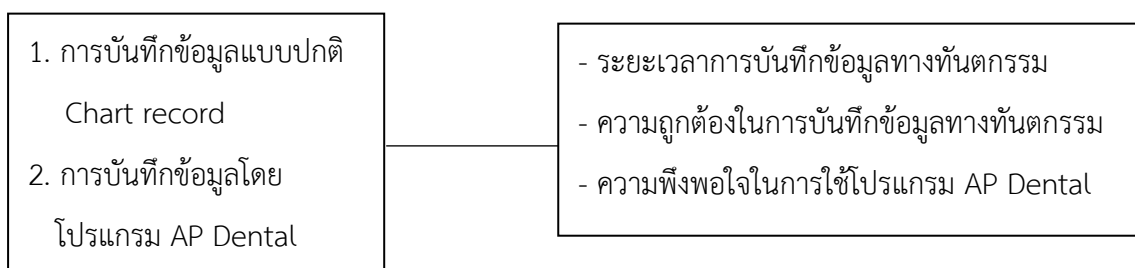 1. การบันทึกข้อมูลแบบปกติ
Chart record
2. การบันทึกข้อมูลโดย
โปรแกรม AP Dental
- ระยะเวลาการบันทึกข้อมูลทางทันตกรรม
- ความถูกต้องในการบันทึกข้อมูลทางทันตกรรม
- ความพึงพอใจในการใช้โปรแกรม AP Dental